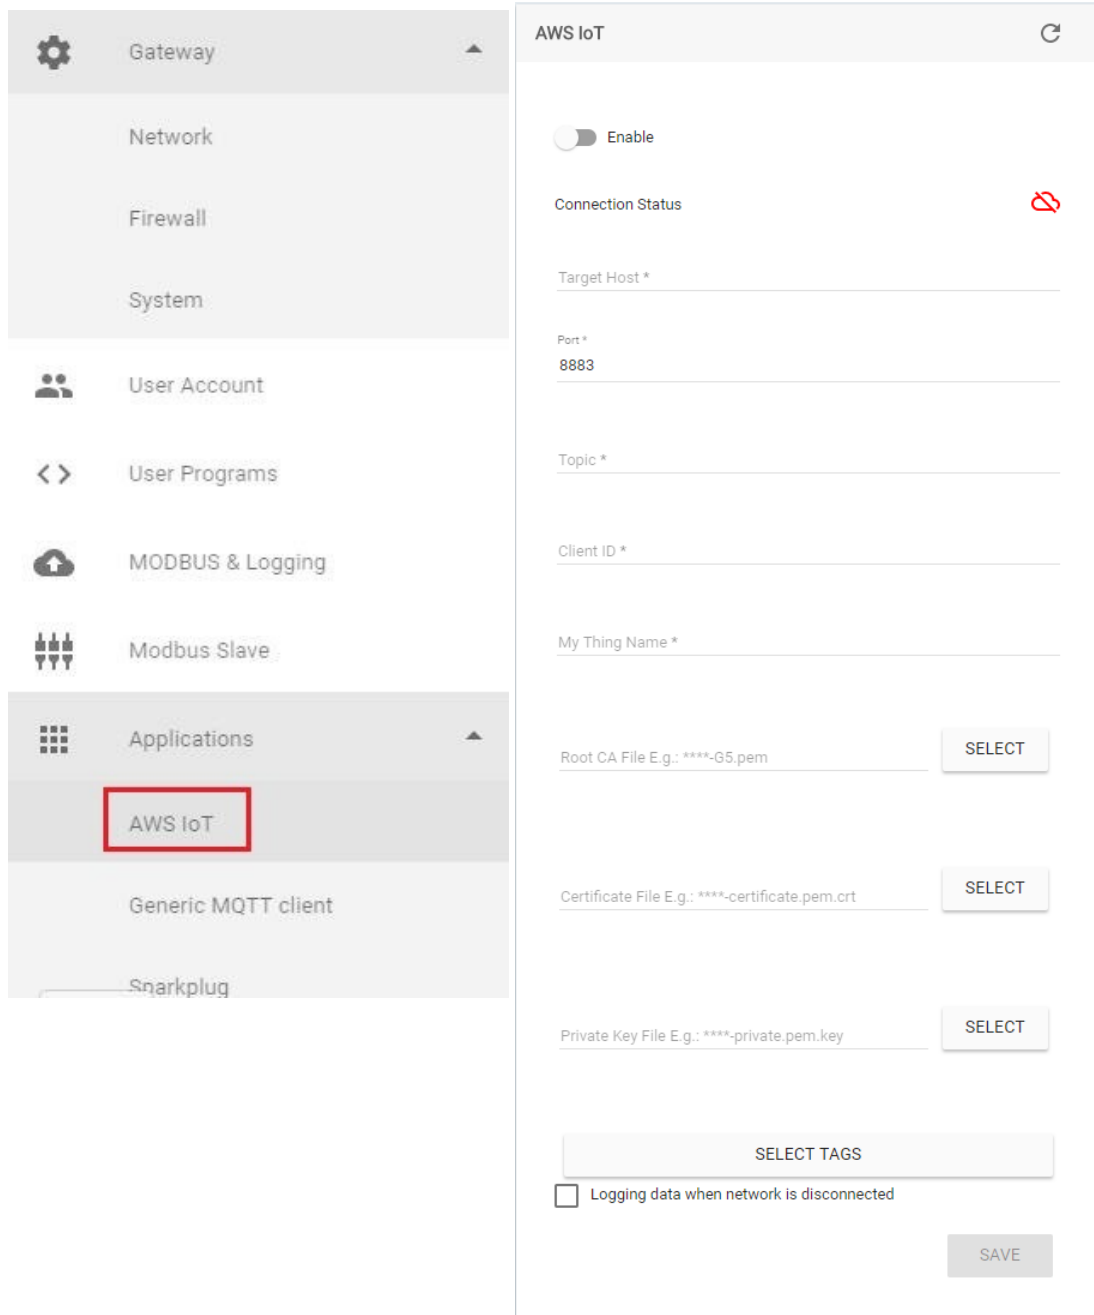 Gateway
Network
Firewall
System
User Account
User Programs
MODBUS & Logging
Modbus Slave
Applications
AWS IoT
Generic MQTT client
Sparkplug
AWS IoT
Enable
Connection Status
Target Host *
Port *
8883
Topic *
Client ID *
My Thing Name *
Root CA File E.g.: ****-G5.pem
SELECT
Certificate File E.g.: ****-certificate.pem.crt
SELECT
Private Key File E.g.: ****-private.pem.key
SELECT
SELECT TAGS
Logging data when network is disconnected
SAVE